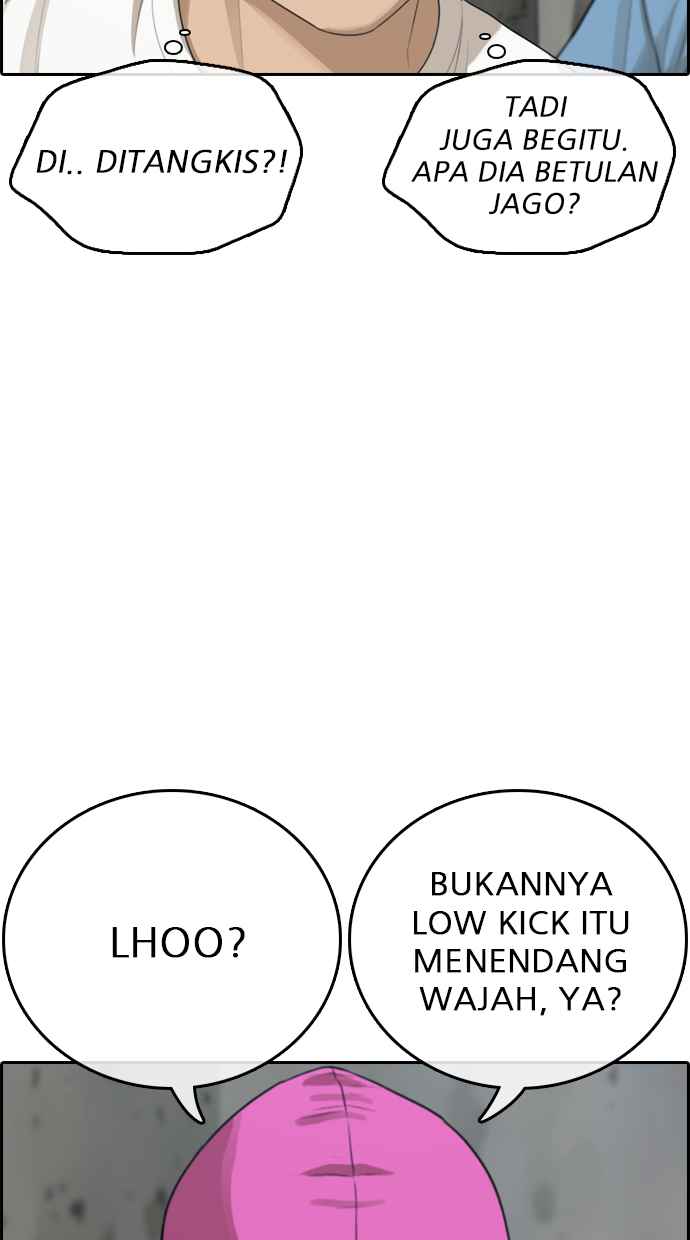 DI.. DITANGKIS?!
TADI
JUGA BEGITU.
APA DIA BETULAN
JAGO?
LHOO?
BUKANNYA
LOW KICK ITU
MENENDANG
WAJAH, YA?